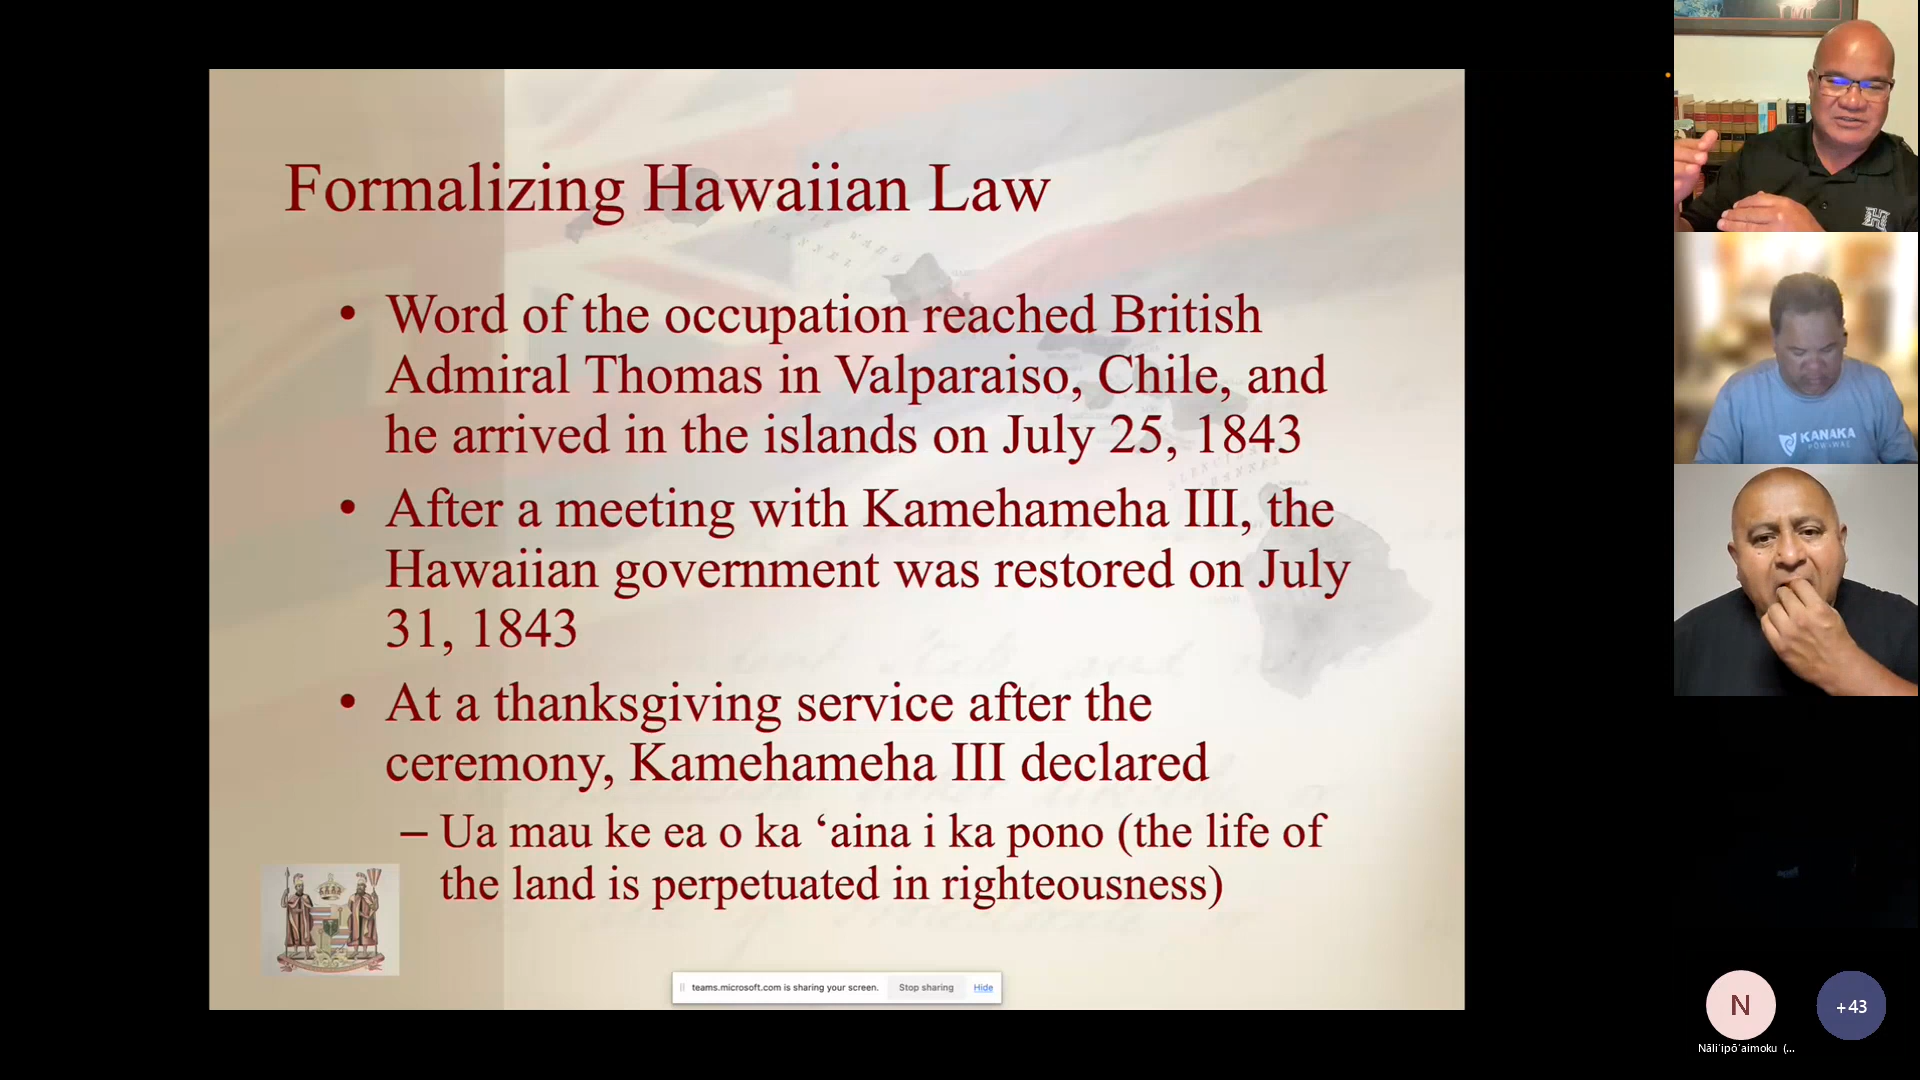 Formalizing Hawaiian Law
• Word of the occupation reached British
Admiral Thomas in Valparaiso, Chile, and
he arrived in the islands on July 25, 1843
• After a meeting with Kamehameha III, the
Hawaiian government was restored on July
31, 1843
• At a thanksgiving service after the
ceremony, Kamehameha III declared
– Ua mau ke ea o ka ‘aina i ka pono (the life of
the land is perpetuated in righteousness)
teams.microsoft.com is sharing your screen. Stop sharing Hide
H
KANAKA
N
+43
Nāliʻipōʻaimoku (...